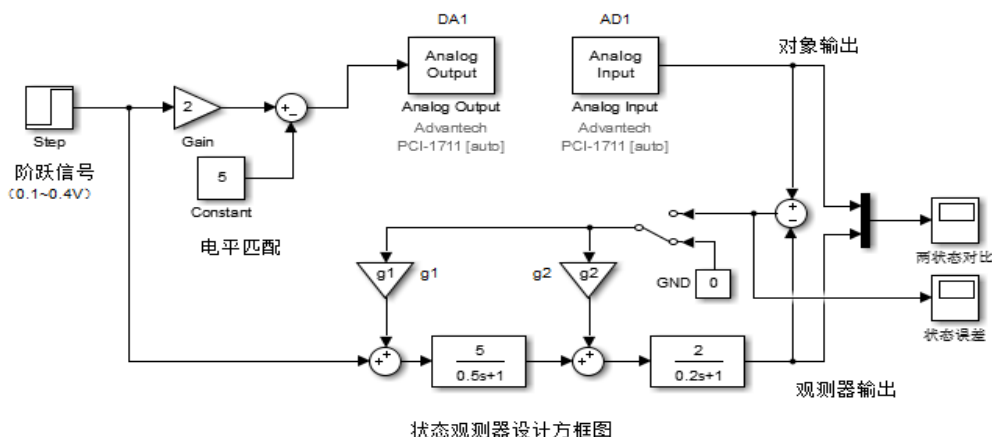 DA1
AD1
Analog
Output
Analog
Input
对象输出
Analog Output
Analog Input
Advantech
PCI-1711 [auto]
Advantech
PCI-1711 [auto]
2
Step
Gain
阶跃信号
(0.1~0.4V)
5
Constant
电平匹配
两状态对比
g1
g1
g2
g2
GND
0
状态误差
5
0.5s+1
2
0.2s+1
观测器输出
状态观测器设计方框图